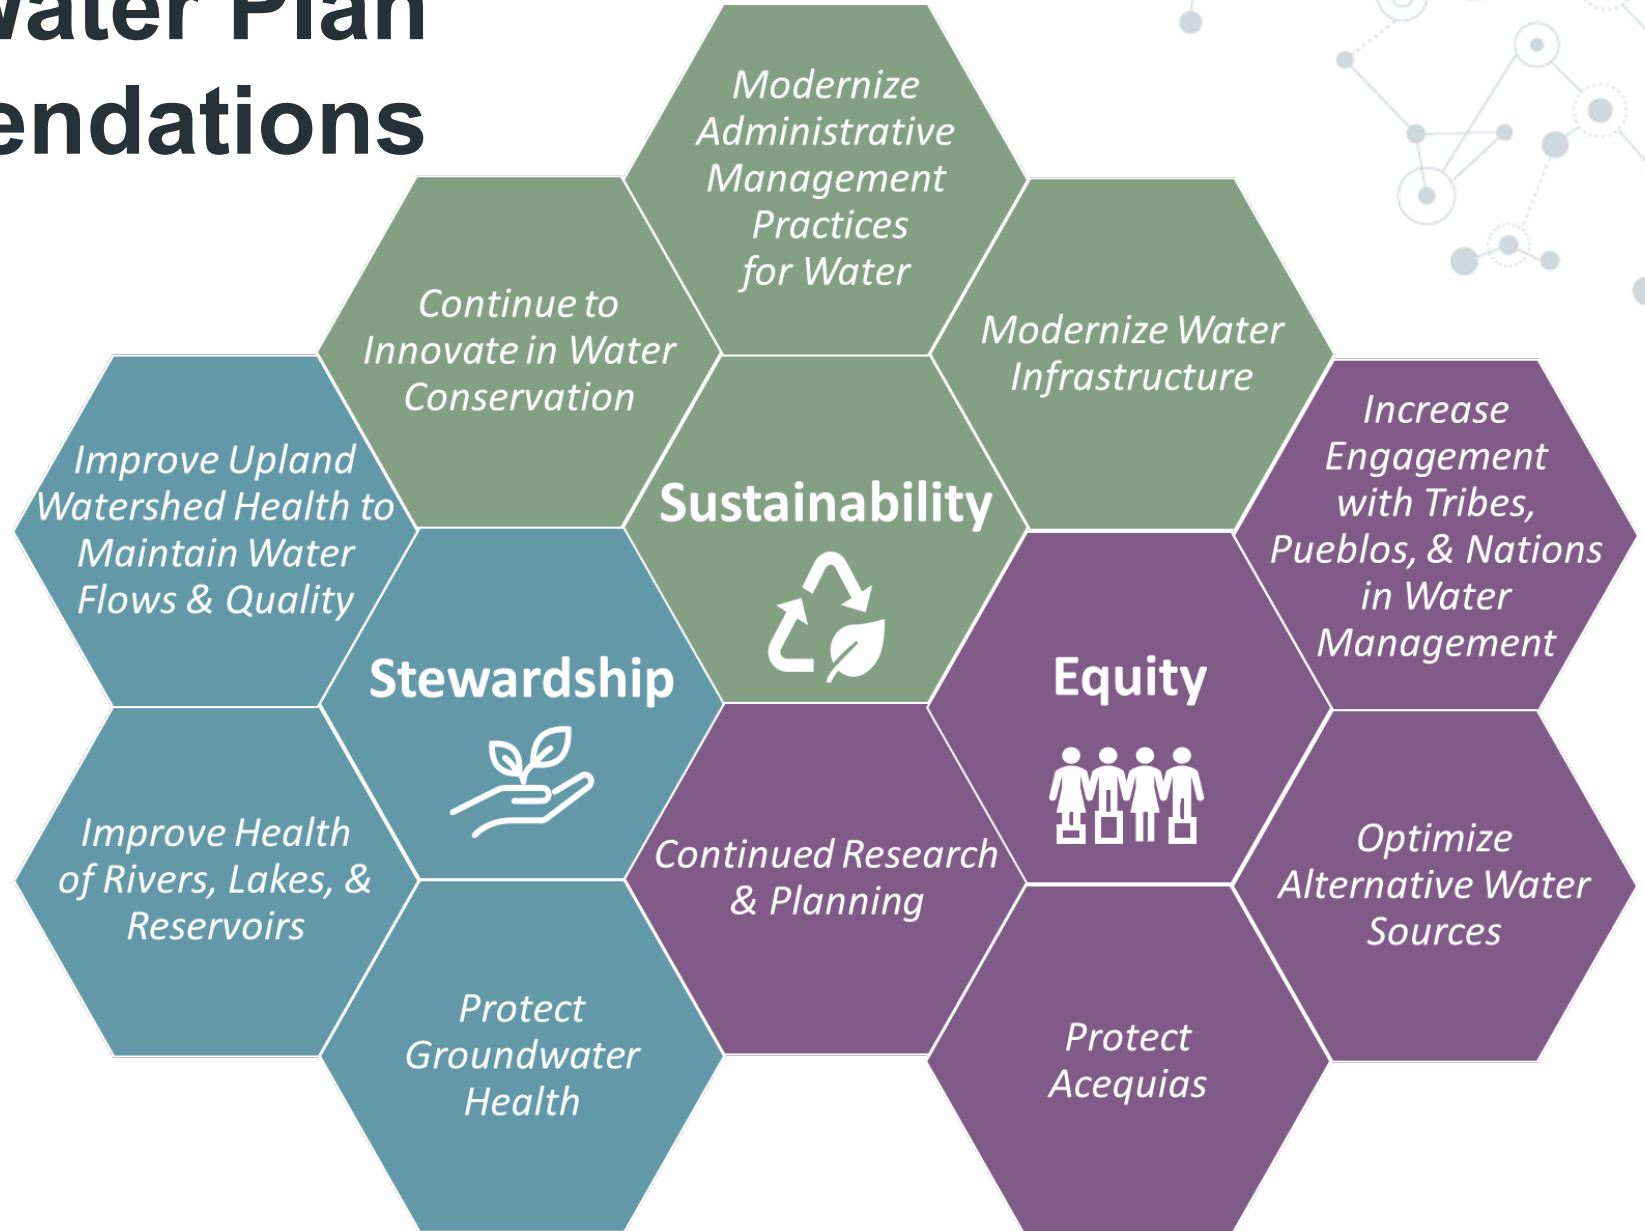 Water Plan
endations
Modernize
Administrative
Management
Practices
for Water
Continue to
Innovate in Water
Conservation
Modernize Water
Infrastructure
Sustainability
Improve Upland
Watershed Health to
Maintain Water
Flows & Quality
Stewardship
Improve Health
of Rivers, Lakes, &
Reservoirs
Protect
Groundwater
Health
Equity
Increase
Engagement
with Tribes,
Pueblos, & Nations
in Water
Management
Continued Research
& Planning
Optimize
Alternative Water
Sources
Protect
Acequias